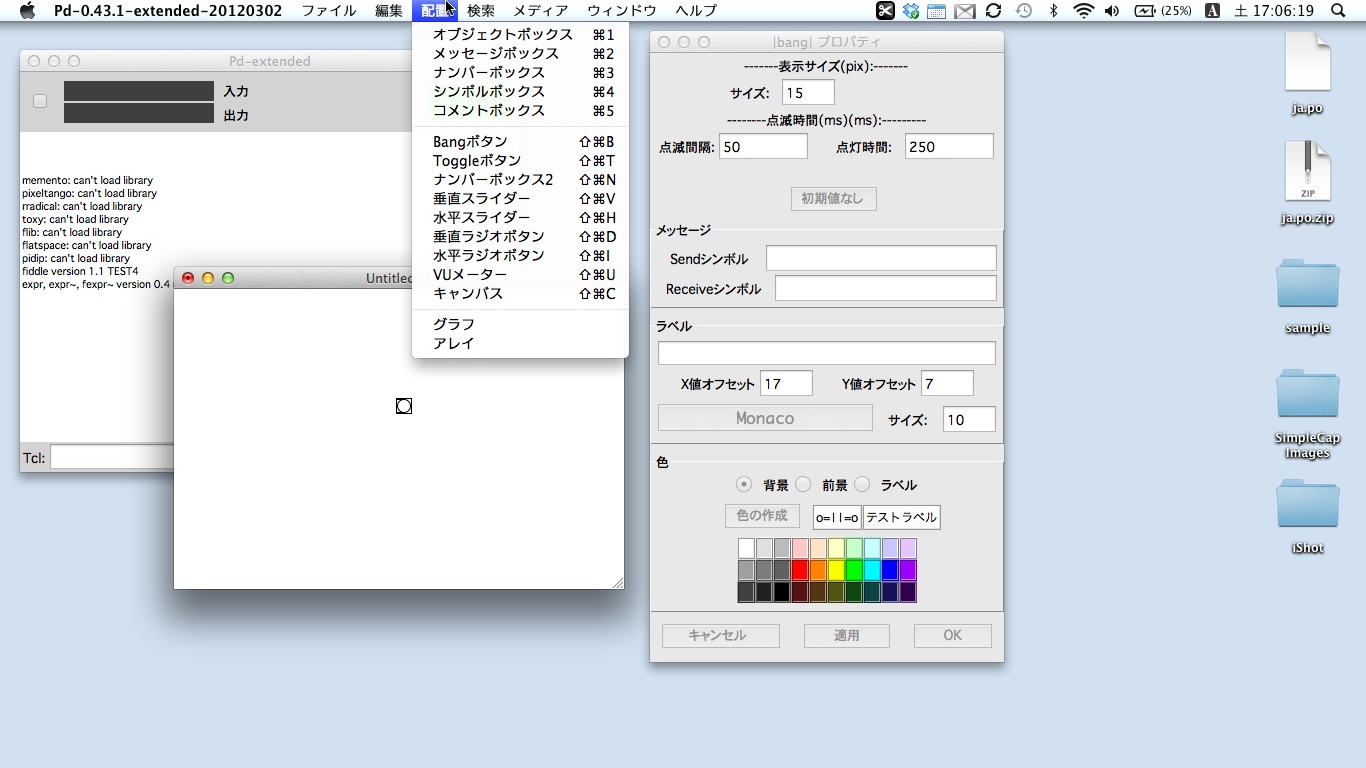 Pd-0.43.1-extended-20120302 ファイル 編集 配置 検索 メディア ウィンドウ ヘルプ (25%) A 土 17:06:19
オブジェクトボックス ⌘1
メッセージボックス ⌘2
ナンバーボックス ⌘3
シンボルボックス ⌘4
コメントボックス ⌘5
Bangボタン ⇧⌘B
Toggleボタン ⇧⌘T
ナンバーボックス2 ⇧⌘N
垂直スライダー ⇧⌘V
水平スライダー ⇧⌘H
垂直ラジオボタン ⇧⌘D
水平ラジオボタン ⇧⌘I
VUメーター ⇧⌘U
キャンバス ⇧⌘C
グラフ
アレイ
Pd-extended
入力
出力
memento: can't load library
pixeltango: can't load library
rradical: can't load library
toxy: can't load library
flib: can't load library
flatspace: can't load library
pidip: can't load library
fiddle version 1.1 TEST4
expr, expr~, fexpr~ version 0.4
Tcl:
Untitled
|bang| プロパティ
-------表示サイズ(pix):-------
サイズ: 15
--------点滅時間(ms)(ms):---------
点滅間隔: 50 点灯時間: 250
初期値なし
メッセージ
Sendシンボル
Receiveシンボル
ラベル
X値オフセット 17 Y値オフセット 7
Monaco サイズ: 10
色
背景 前景 ラベル
色の作成 o=||=o テストラベル
キャンセル 適用 OK
ja.po
ZIP
ja.po.zip
sample
SimpleCap
Images
iShot